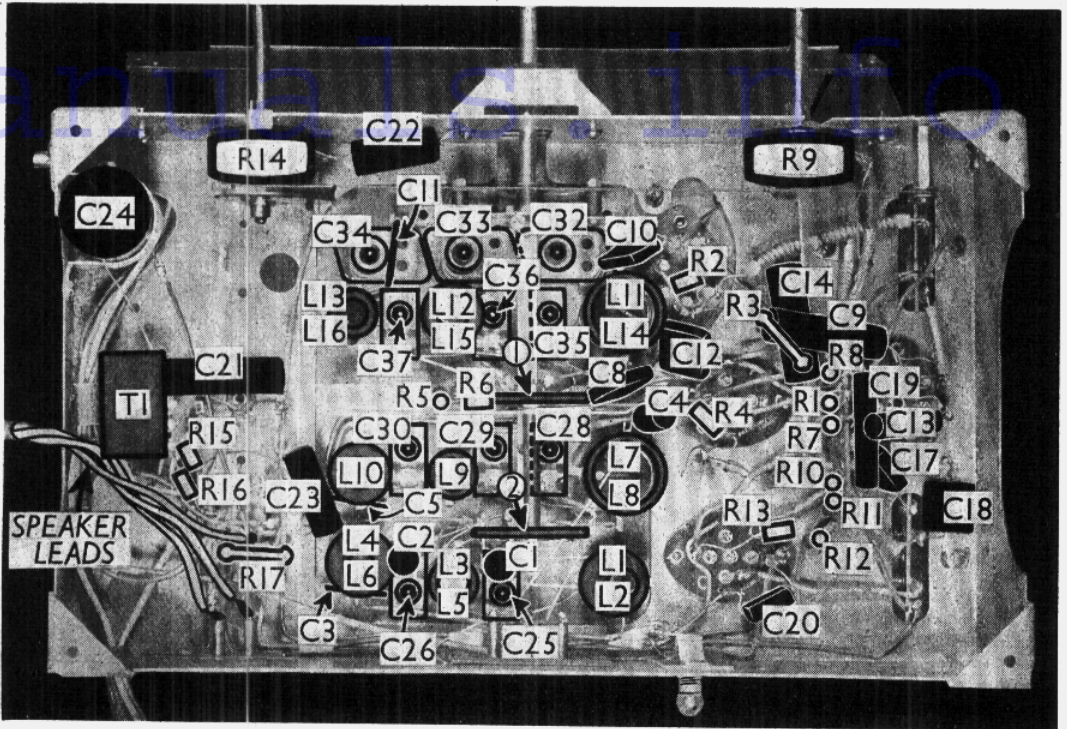 anuals.info
C22
R14
R9
C24
C11
C34
C33
C32
C10
R2
C36
C14
L13
L12
L11
R3
C9
L16
L15
C35
L14
C37
1
C12
R8
C21
C8
C19
T1
R5
R6
C4
R4
R1
C13
R15
C30
C29
C28
R7
L10
L9
L7
C17
R16
R10
C23
2
L8
C5
R11
C18
SPEAKER
LEADS
R13
L4
C2
C1
L1
R12
R17
L6
L3
L2
L5
C3
C26
C25
C20